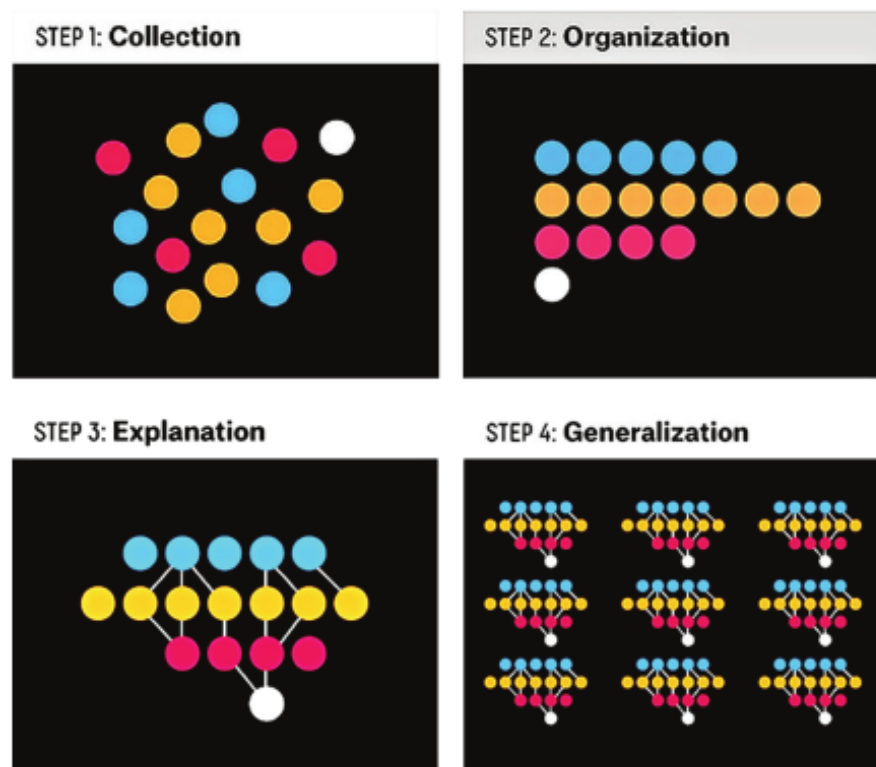 STEP 1: Collection
STEP 2: Organization
STEP 3: Explanation
STEP 4: Generalization